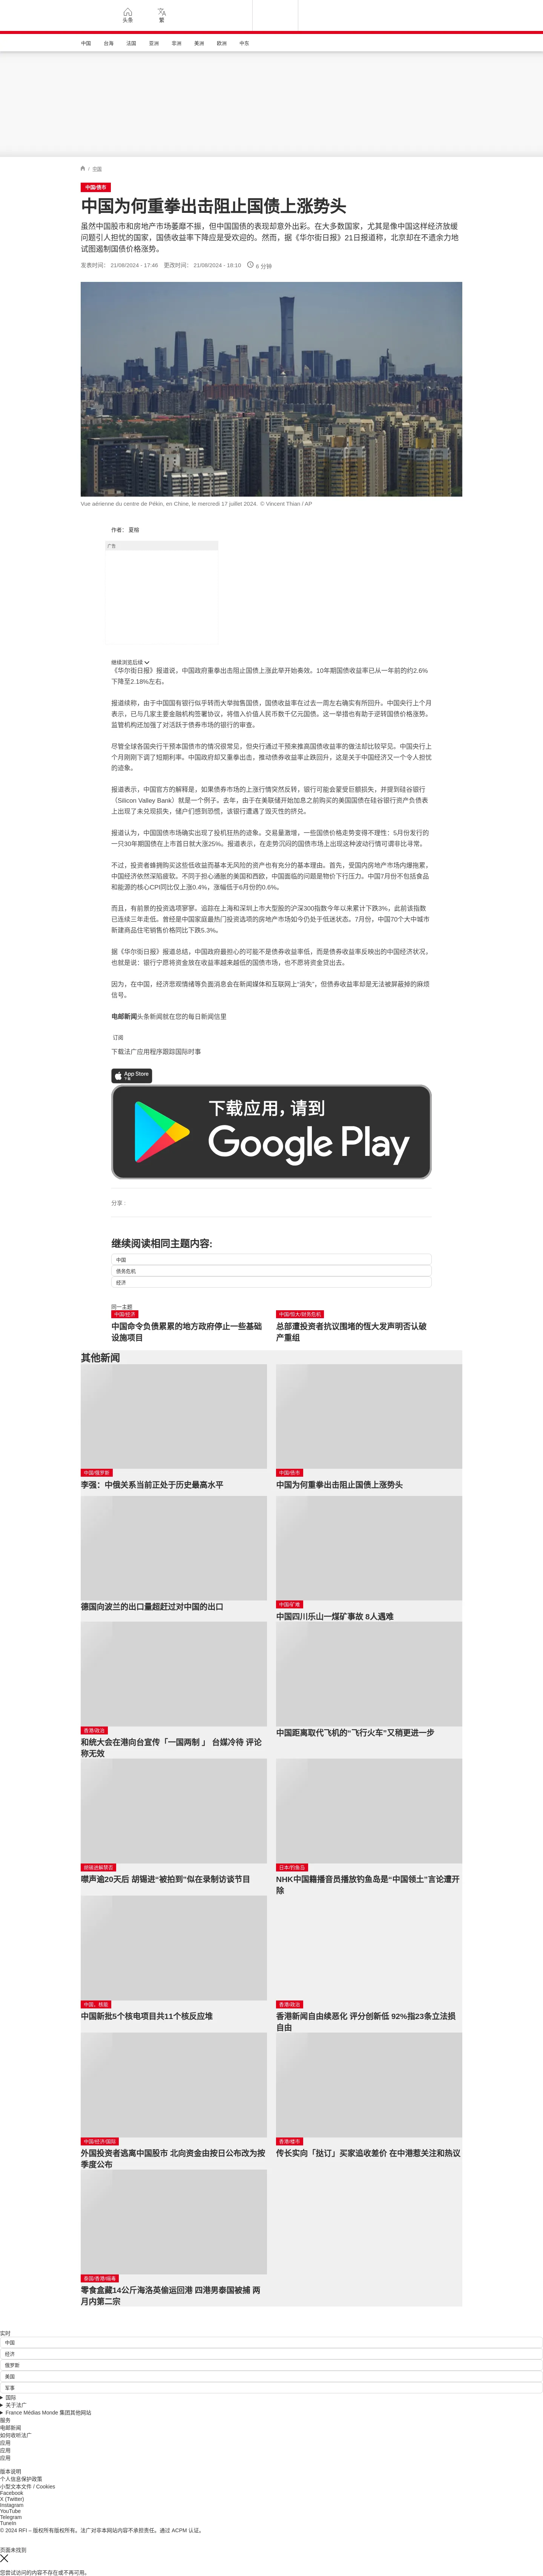 头条
繁
中国
台海
法国
亚洲
非洲
美洲
欧洲
中东
/ 中国
中国/债市
中国为何重拳出击阻止国债上涨势头
虽然中国股市和房地产市场萎靡不振，但中国国债的表现却意外出彩。在大多数国家，尤其是像中国这样经济放缓
问题引人担忧的国家，国债收益率下降应是受欢迎的。然而，据《华尔街日报》21日报道称，北京却在不遗余力地
试图遏制国债价格涨势。
发表时间： 21/08/2024 - 17:46 更改时间： 21/08/2024 - 18:10 6 分钟
Vue aérienne du centre de Pékin, en Chine, le mercredi 17 juillet 2024. © Vincent Thian / AP
作者： 夏榕
广告
继续浏览后续
《华尔街日报》报道说，中国政府重拳出击阻止国债上涨此举开始奏效。10年期国债收益率已从一年前的约2.6%
下降至2.18%左右。
报道续称，由于中国国有银行似乎转而大举抛售国债，国债收益率在过去一周左右确实有所回升。中国央行上个月
表示，已与几家主要金融机构签署协议，将借入价值人民币数千亿元国债。这一举措也有助于逆转国债价格涨势。
监管机构还加强了对活跃于债券市场的银行的审查。
尽管全球各国央行干预本国债市的情况很常见，但央行通过干预来推高国债收益率的做法却比较罕见。中国央行上
个月刚刚下调了短期利率。中国政府却又重拳出击，推动债券收益率止跌回升，这是关于中国经济又一个令人担忧
的迹象。
报道表示，中国官方的解释是，如果债券市场的上涨行情突然反转，银行可能会蒙受巨额损失，并提到硅谷银行
（Silicon Valley Bank）就是一个例子。去年，由于在美联储开始加息之前购买的美国国债在硅谷银行资产负债表
上出现了未兑现损失，储户们感到恐慌，该银行遭遇了毁灭性的挤兑。
报道认为，中国国债市场确实出现了投机狂热的迹象。交易量激增，一些国债价格走势变得不理性：5月份发行的
一只30年期国债在上市首日就大涨25%。报道表示，在走势沉闷的国债市场上出现这种波动行情可谓非比寻常。
不过，投资者蜂拥购买这些低收益而基本无风险的资产也有充分的基本理由。首先，受国内房地产市场内爆拖累，
中国经济依然深陷疲软。不同于担心通胀的美国和西欧，中国面临的问题是物价下行压力。中国7月份不包括食品
和能源的核心CPI同比仅上涨0.4%，涨幅低于6月份的0.6%。
而且，有前景的投资选项寥寥。追踪在上海和深圳上市大型股的沪深300指数今年以来累计下跌3%，此前该指数
已连续三年走低。曾经是中国家庭最热门投资选项的房地产市场如今仍处于低迷状态。7月份，中国70个大中城市
新建商品住宅销售价格同比下跌5.3%。
据《华尔街日报》报道总结，中国政府最担心的可能不是债券收益率低，而是债券收益率反映出的中国经济状况，
也就是说：银行宁愿将资金放在收益率越来越低的国债市场，也不愿将资金贷出去。
因为，在中国，经济悲观情绪等负面消息会在新闻媒体和互联网上“消失”，但债券收益率却是无法被屏蔽掉的麻烦
信号。
电邮新闻头条新闻就在您的每日新闻信里
订阅
下载法广应用程序跟踪国际时事
App Store
下载
下载应用，请到
Google Play
分享 :
继续阅读相同主题内容:
中国
债务危机
经济
同一主题
中国/经济
中国命令负债累累的地方政府停止一些基础
设施项目
中国/恒大/财务危机
总部遭投资者抗议围堵的恆大发声明否认破
产重组
其他新闻
中国/俄罗斯
李强：中俄关系当前正处于历史最高水平
中国/债市
中国为何重拳出击阻止国债上涨势头
德国向波兰的出口量超赶过对中国的出口
中国/矿难
中国四川乐山一煤矿事故 8人遇难
香港/政治
和统大会在港向台宣传「一国两制 」 台媒冷待 评论
称无效
中国距离取代飞机的“飞行火车”又稍更进一步
胡锡进解禁否
噤声逾20天后 胡锡进“被拍到”似在录制访谈节目
日本/钓鱼岛
NHK中国籍播音员播放钓鱼岛是“中国领土”言论遭开
除
中国，核能
中国新批5个核电项目共11个核反应堆
香港/政治
香港新闻自由续恶化 评分创新低 92%指23条立法损
自由
中国/经济/国际
外国投资者逃离中国股市 北向资金由按日公布改为按
季度公布
香港/楼市
传长实向「挞订」买家追收差价 在中港惹关注和热议
泰国/香港/缉毒
零食盒藏14公斤海洛英偷运回港 四港男泰国被捕 两
月内第二宗
实时
中国
经济
俄罗斯
美国
军事
国际
关于法广
France Médias Monde 集团其他网站
服务
电邮新闻
如何收听法广
应用
应用
应用
版本说明
个人信息保护政策
小型文本文件 / Cookies
Facebook
X (Twitter)
Instagram
YouTube
Telegram
TuneIn
© 2024 RFI – 版权所有版权所有。法广对非本网站内容不承担责任。通过 ACPM 认证。
页面未找到
您尝试访问的内容不存在或不再可用。